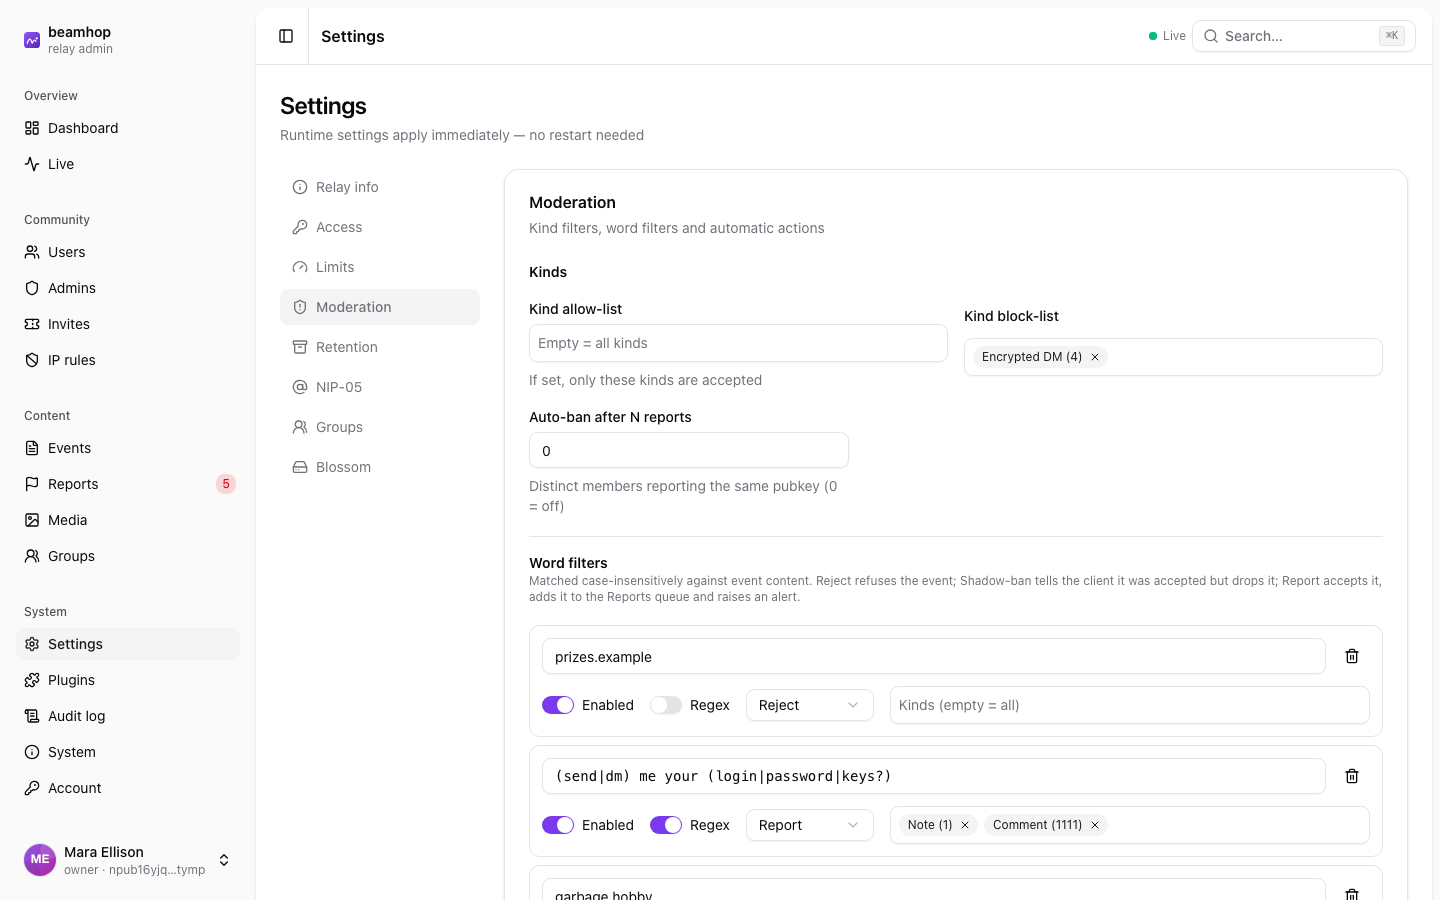 beamhop
relay admin
Overview
Dashboard
Live
Community
Users
Admins
Invites
IP rules
Content
Events
Reports
5
Media
Groups
System
Settings
Plugins
Audit log
System
Account
ME
Mara Ellison
owner · npub16yjq...tymp
Settings
Live
Search...
⌘K
Settings
Runtime settings apply immediately — no restart needed
Relay info
Access
Limits
Moderation
Retention
NIP-05
Groups
Blossom
Moderation
Kind filters, word filters and automatic actions
Kinds
Kind allow-list
Empty = all kinds
If set, only these kinds are accepted
Kind block-list
Encrypted DM (4)
Auto-ban after N reports
0
Distinct members reporting the same pubkey (0
= off)
Word filters
Matched case-insensitively against event content. Reject refuses the event; Shadow-ban tells the client it was accepted but drops it; Report accepts it,
adds it to the Reports queue and raises an alert.
prizes.example
Enabled
Regex
Reject
Kinds (empty = all)
(send|dm) me your (login|password|keys?)
Enabled
Regex
Report
Note (1)
Comment (1111)
garbage hobby